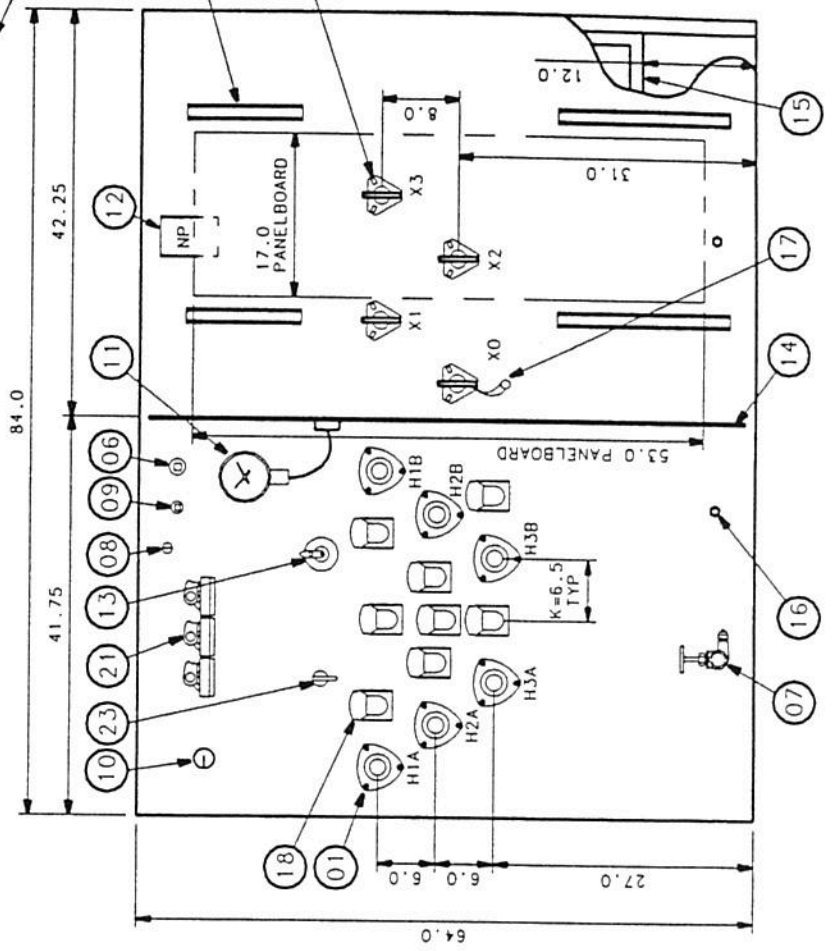 84.0
41.75
42.25
10
23
21
13
08
09
06
11
12
NP
17.0
PANELBOARD
8.0
12.0
15
X3
X2
X1
X0
31.0
17
53.0 PANELBOARD
14
H1B
H2B
H3B
K=6.5
TYP
H1A
H2A
H3A
18
01
6.0
6.0
27.0
64.0
16
07